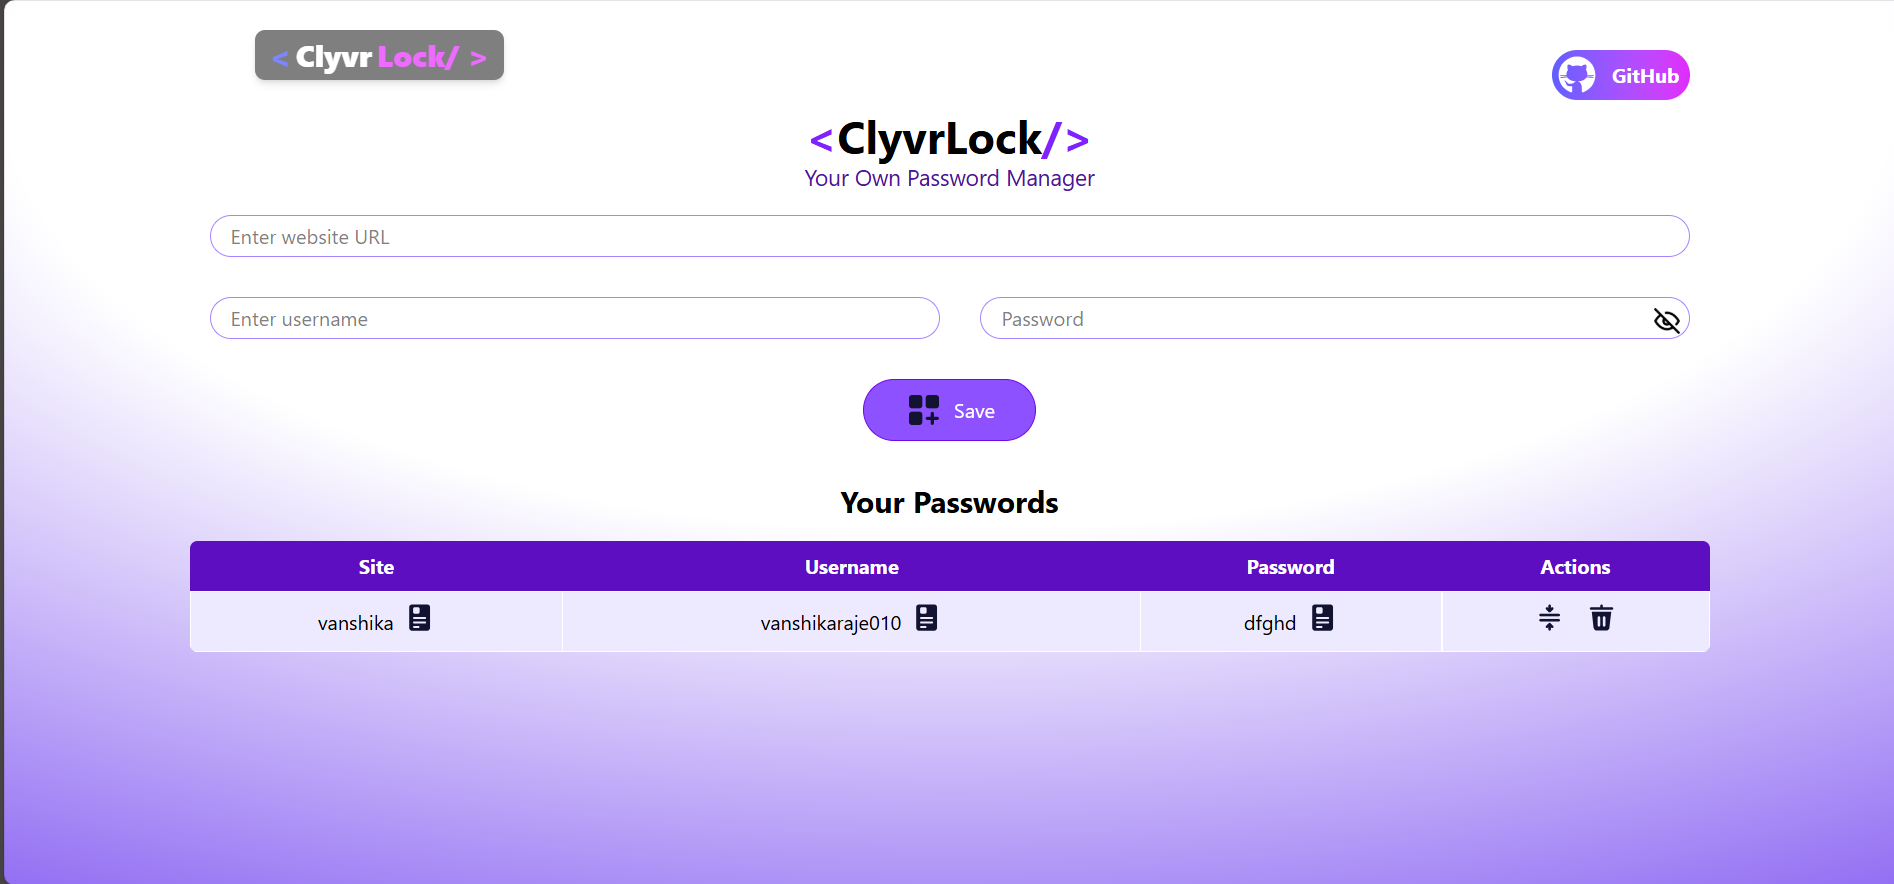 < Clyvr Lock/ >
GitHub
<ClyvrLock/>
Your Own Password Manager
Enter website URL
Enter username
Password
Save
Your Passwords
Site Username Password Actions
vanshika vanshikaraje010 dfghd